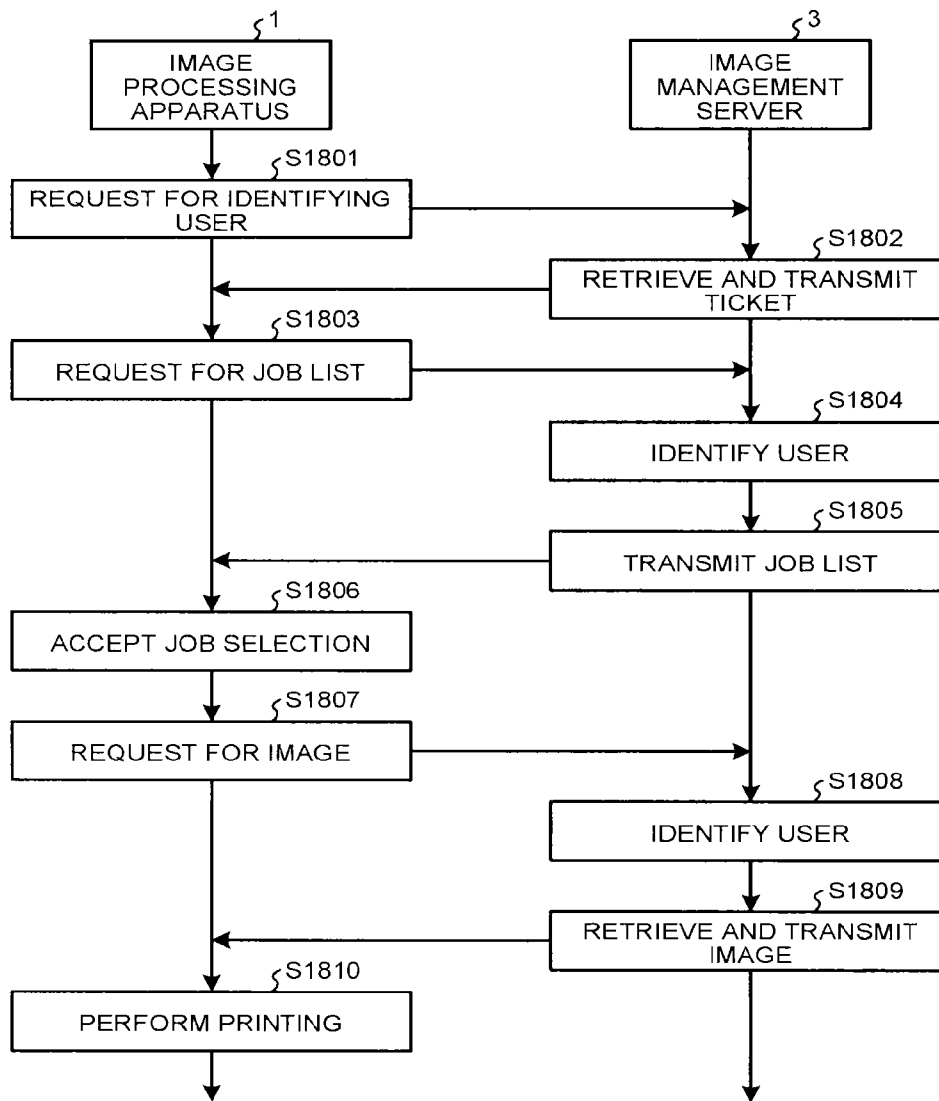 1
IMAGE
PROCESSING
APPARATUS
3
IMAGE
MANAGEMENT
SERVER
S1801
REQUEST FOR IDENTIFYING
USER
S1802
RETRIEVE AND TRANSMIT
TICKET
S1803
REQUEST FOR JOB LIST
S1804
IDENTIFY USER
S1805
TRANSMIT JOB LIST
S1806
ACCEPT JOB SELECTION
S1807
REQUEST FOR IMAGE
S1808
IDENTIFY USER
S1809
RETRIEVE AND TRANSMIT
IMAGE
S1810
PERFORM PRINTING